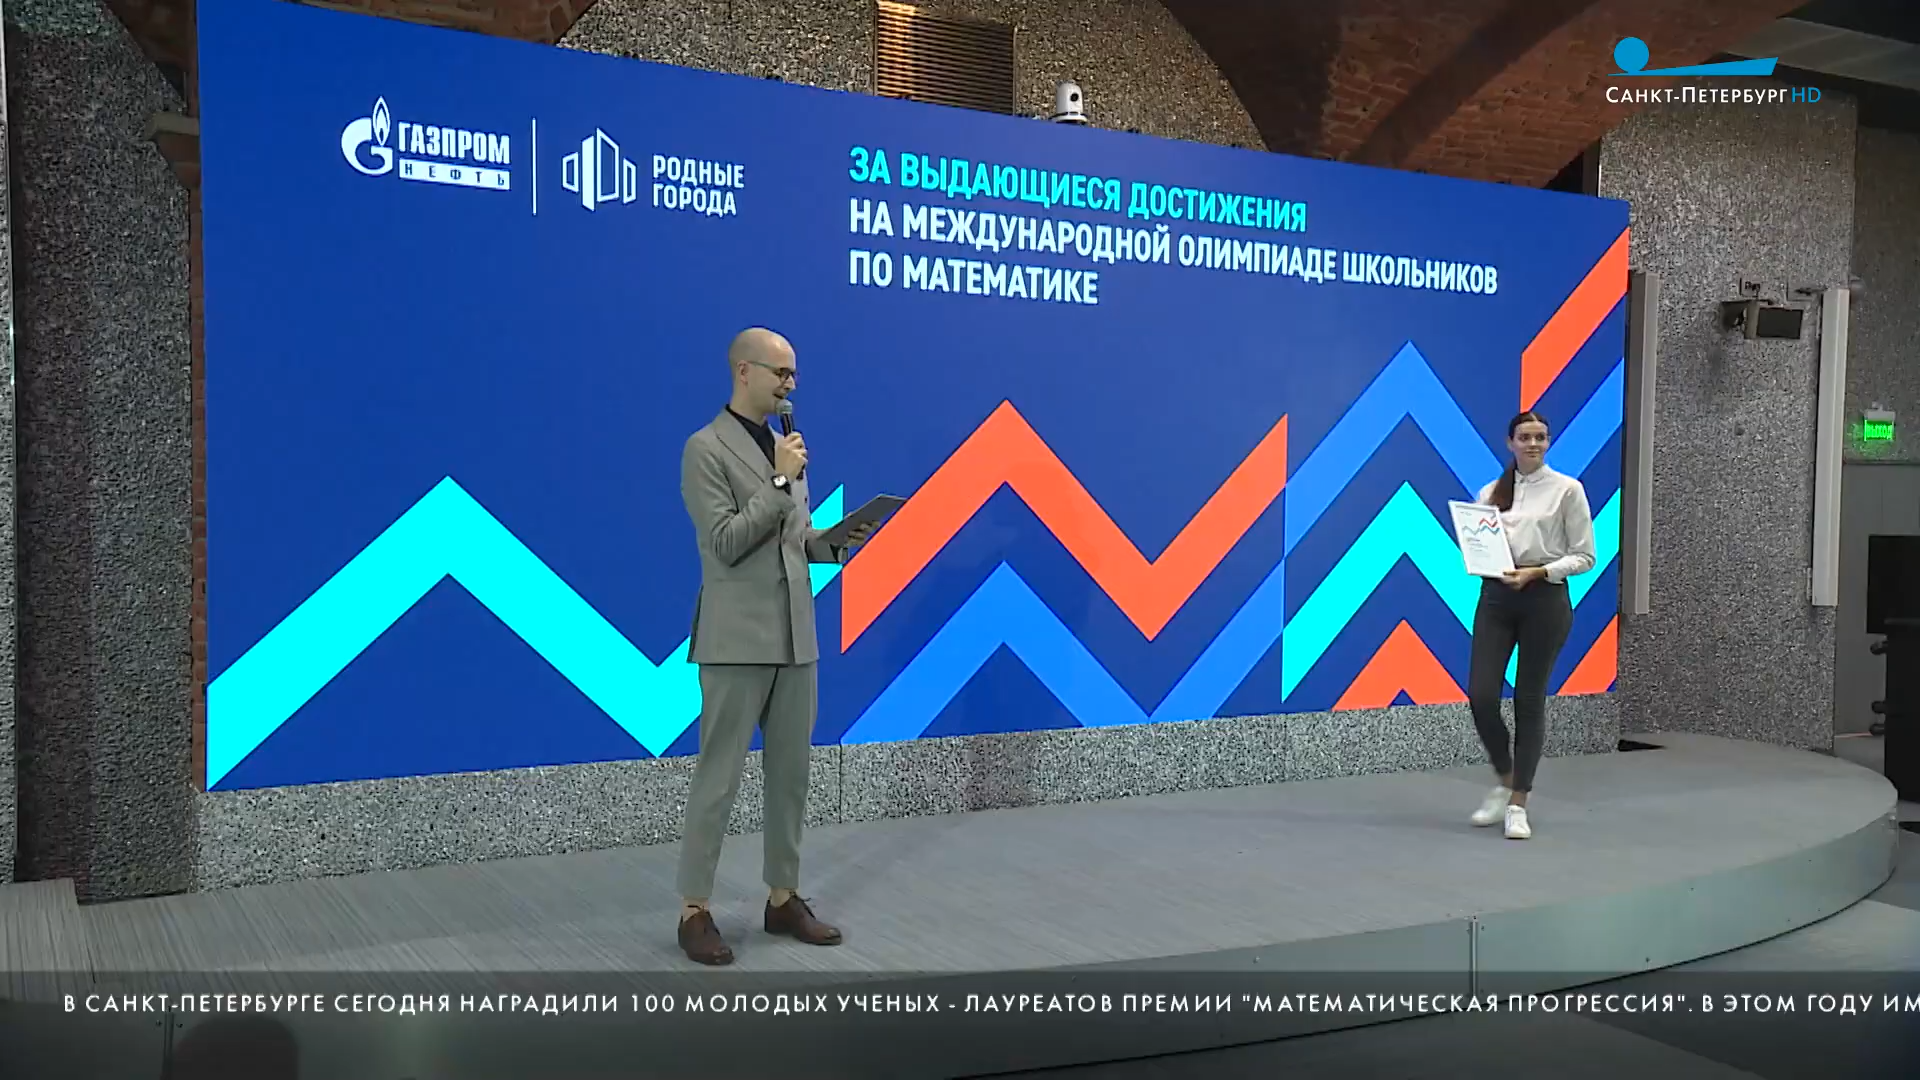 Санкт-Петербург HD
ГАЗПРОМ
НЕФТЬ
РОДНЫЕ
ГОРОДА
ЗА ВЫДАЮЩИЕСЯ ДОСТИЖЕНИЯ
НА МЕЖДУНАРОДНОЙ ОЛИМПИАДЕ ШКОЛЬНИКОВ
ПО МАТЕМАТИКЕ
ВЫХОД
В САНКТ-ПЕТЕРБУРГЕ СЕГОДНЯ НАГРАДИЛИ 100 МОЛОДЫХ УЧЕНЫХ - ЛАУРЕАТОВ ПРЕМИИ "МАТЕМАТИЧЕСКАЯ ПРОГРЕССИЯ". В ЭТОМ ГОДУ ИМ